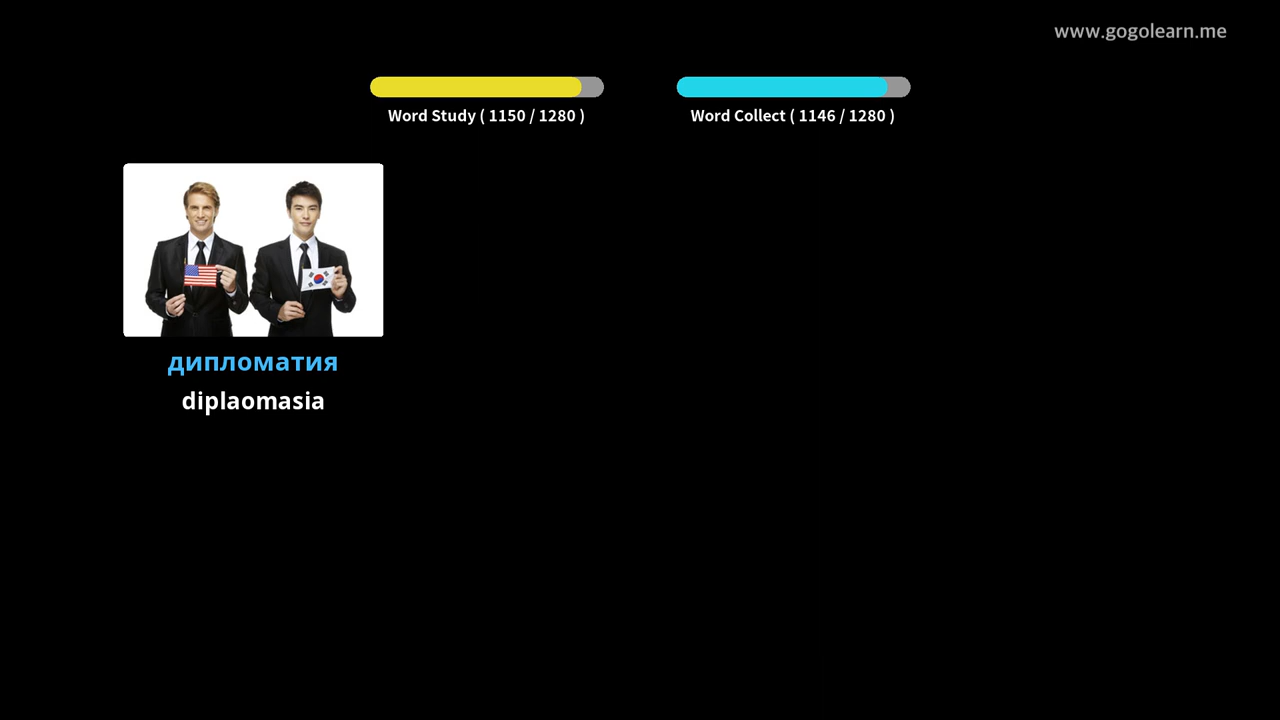 www.gogolearn.me
Word Study ( 1150 / 1280 )
Word Collect ( 1146 / 1280 )
дипломатия
diplaomasia